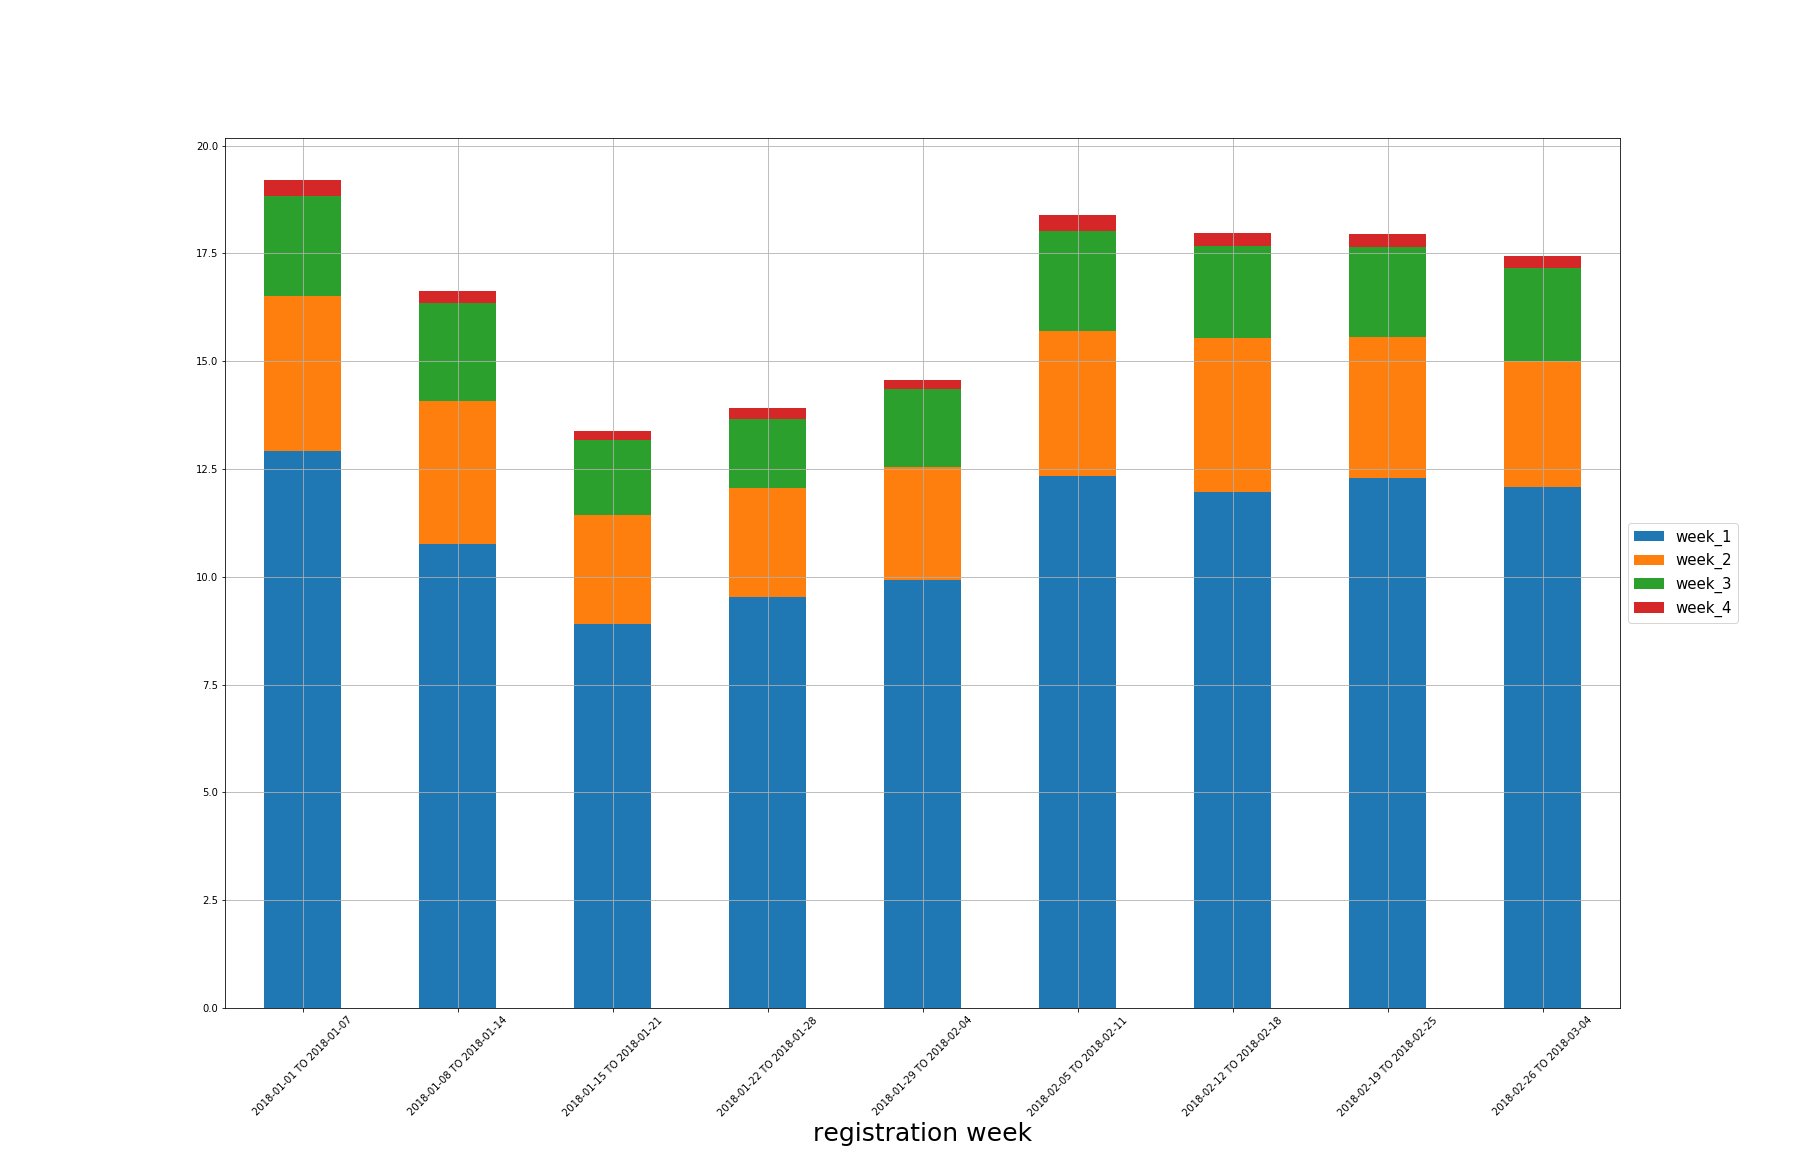 20.0
17.5
15.0
12.5
10.0
7.5
5.0
2.5
0.0
2018-01-01 TO 2018-01-07
2018-01-08 TO 2018-01-14
2018-01-15 TO 2018-01-21
2018-01-22 TO 2018-01-28
2018-01-29 TO 2018-02-04
2018-02-05 TO 2018-02-11
2018-02-12 TO 2018-02-18
2018-02-19 TO 2018-02-25
2018-02-26 TO 2018-03-04
registration week
week_1
week_2
week_3
week_4